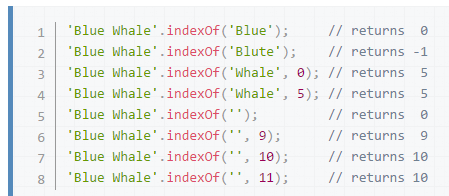 1 'Blue Whale'.indexOf('Blue');     // returns  0
2 'Blue Whale'.indexOf('Blute');    // returns -1
3 'Blue Whale'.indexOf('Whale', 0); // returns  5
4 'Blue Whale'.indexOf('Whale', 5); // returns  5
5 'Blue Whale'.indexOf('');         // returns  0
6 'Blue Whale'.indexOf('', 9);      // returns  9
7 'Blue Whale'.indexOf('', 10);     // returns 10
8 'Blue Whale'.indexOf('', 11);     // returns 10